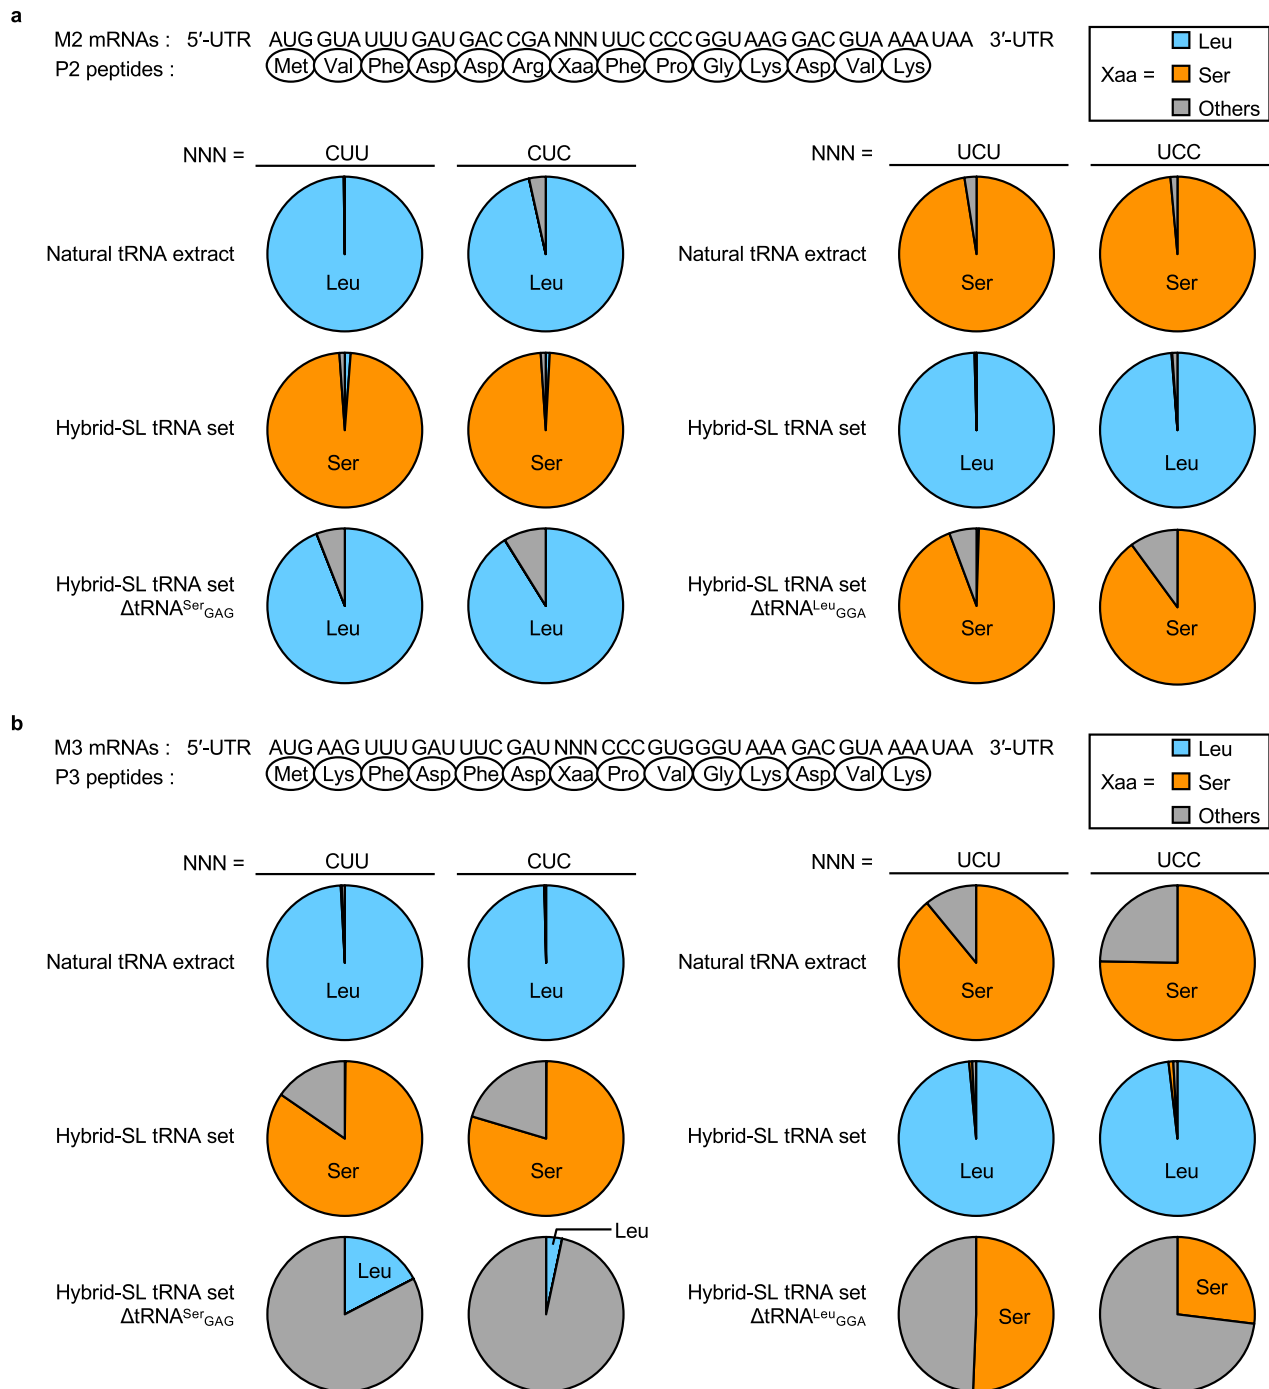 a
M2 mRNAs : 5′-UTR AUG GUA UUU GAU GAC CGA NNN UUC CCC GGU AAG GAC GUA AAA UAA 3′-UTR
P2 peptides : Met Val Phe Asp Asp Arg Xaa Phe Pro Gly Lys Asp Val Lys
Xaa = Leu
Ser
Others
NNN = CUU CUC
NNN = UCU UCC
Natural tRNA extract Leu Leu
Natural tRNA extract Ser Ser
Hybrid-SL tRNA set Ser Ser
Hybrid-SL tRNA set Leu Leu
Hybrid-SL tRNA set
ΔtRNA^Ser_GAG Leu Leu
Hybrid-SL tRNA set
ΔtRNA^Leu_GGA Ser Ser
b
M3 mRNAs : 5′-UTR AUG AAG UUU GAU UUC GAU NNN CCC GUG GGU AAA GAC GUA AAA UAA 3′-UTR
P3 peptides : Met Lys Phe Asp Phe Asp Xaa Pro Val Gly Lys Asp Val Lys
Xaa = Leu
Ser
Others
NNN = CUU CUC
NNN = UCU UCC
Natural tRNA extract Leu Leu
Natural tRNA extract Ser Ser
Hybrid-SL tRNA set Ser Ser
Hybrid-SL tRNA set Leu Leu
Hybrid-SL tRNA set
ΔtRNA^Ser_GAG Leu Leu
Hybrid-SL tRNA set
ΔtRNA^Leu_GGA Ser Ser